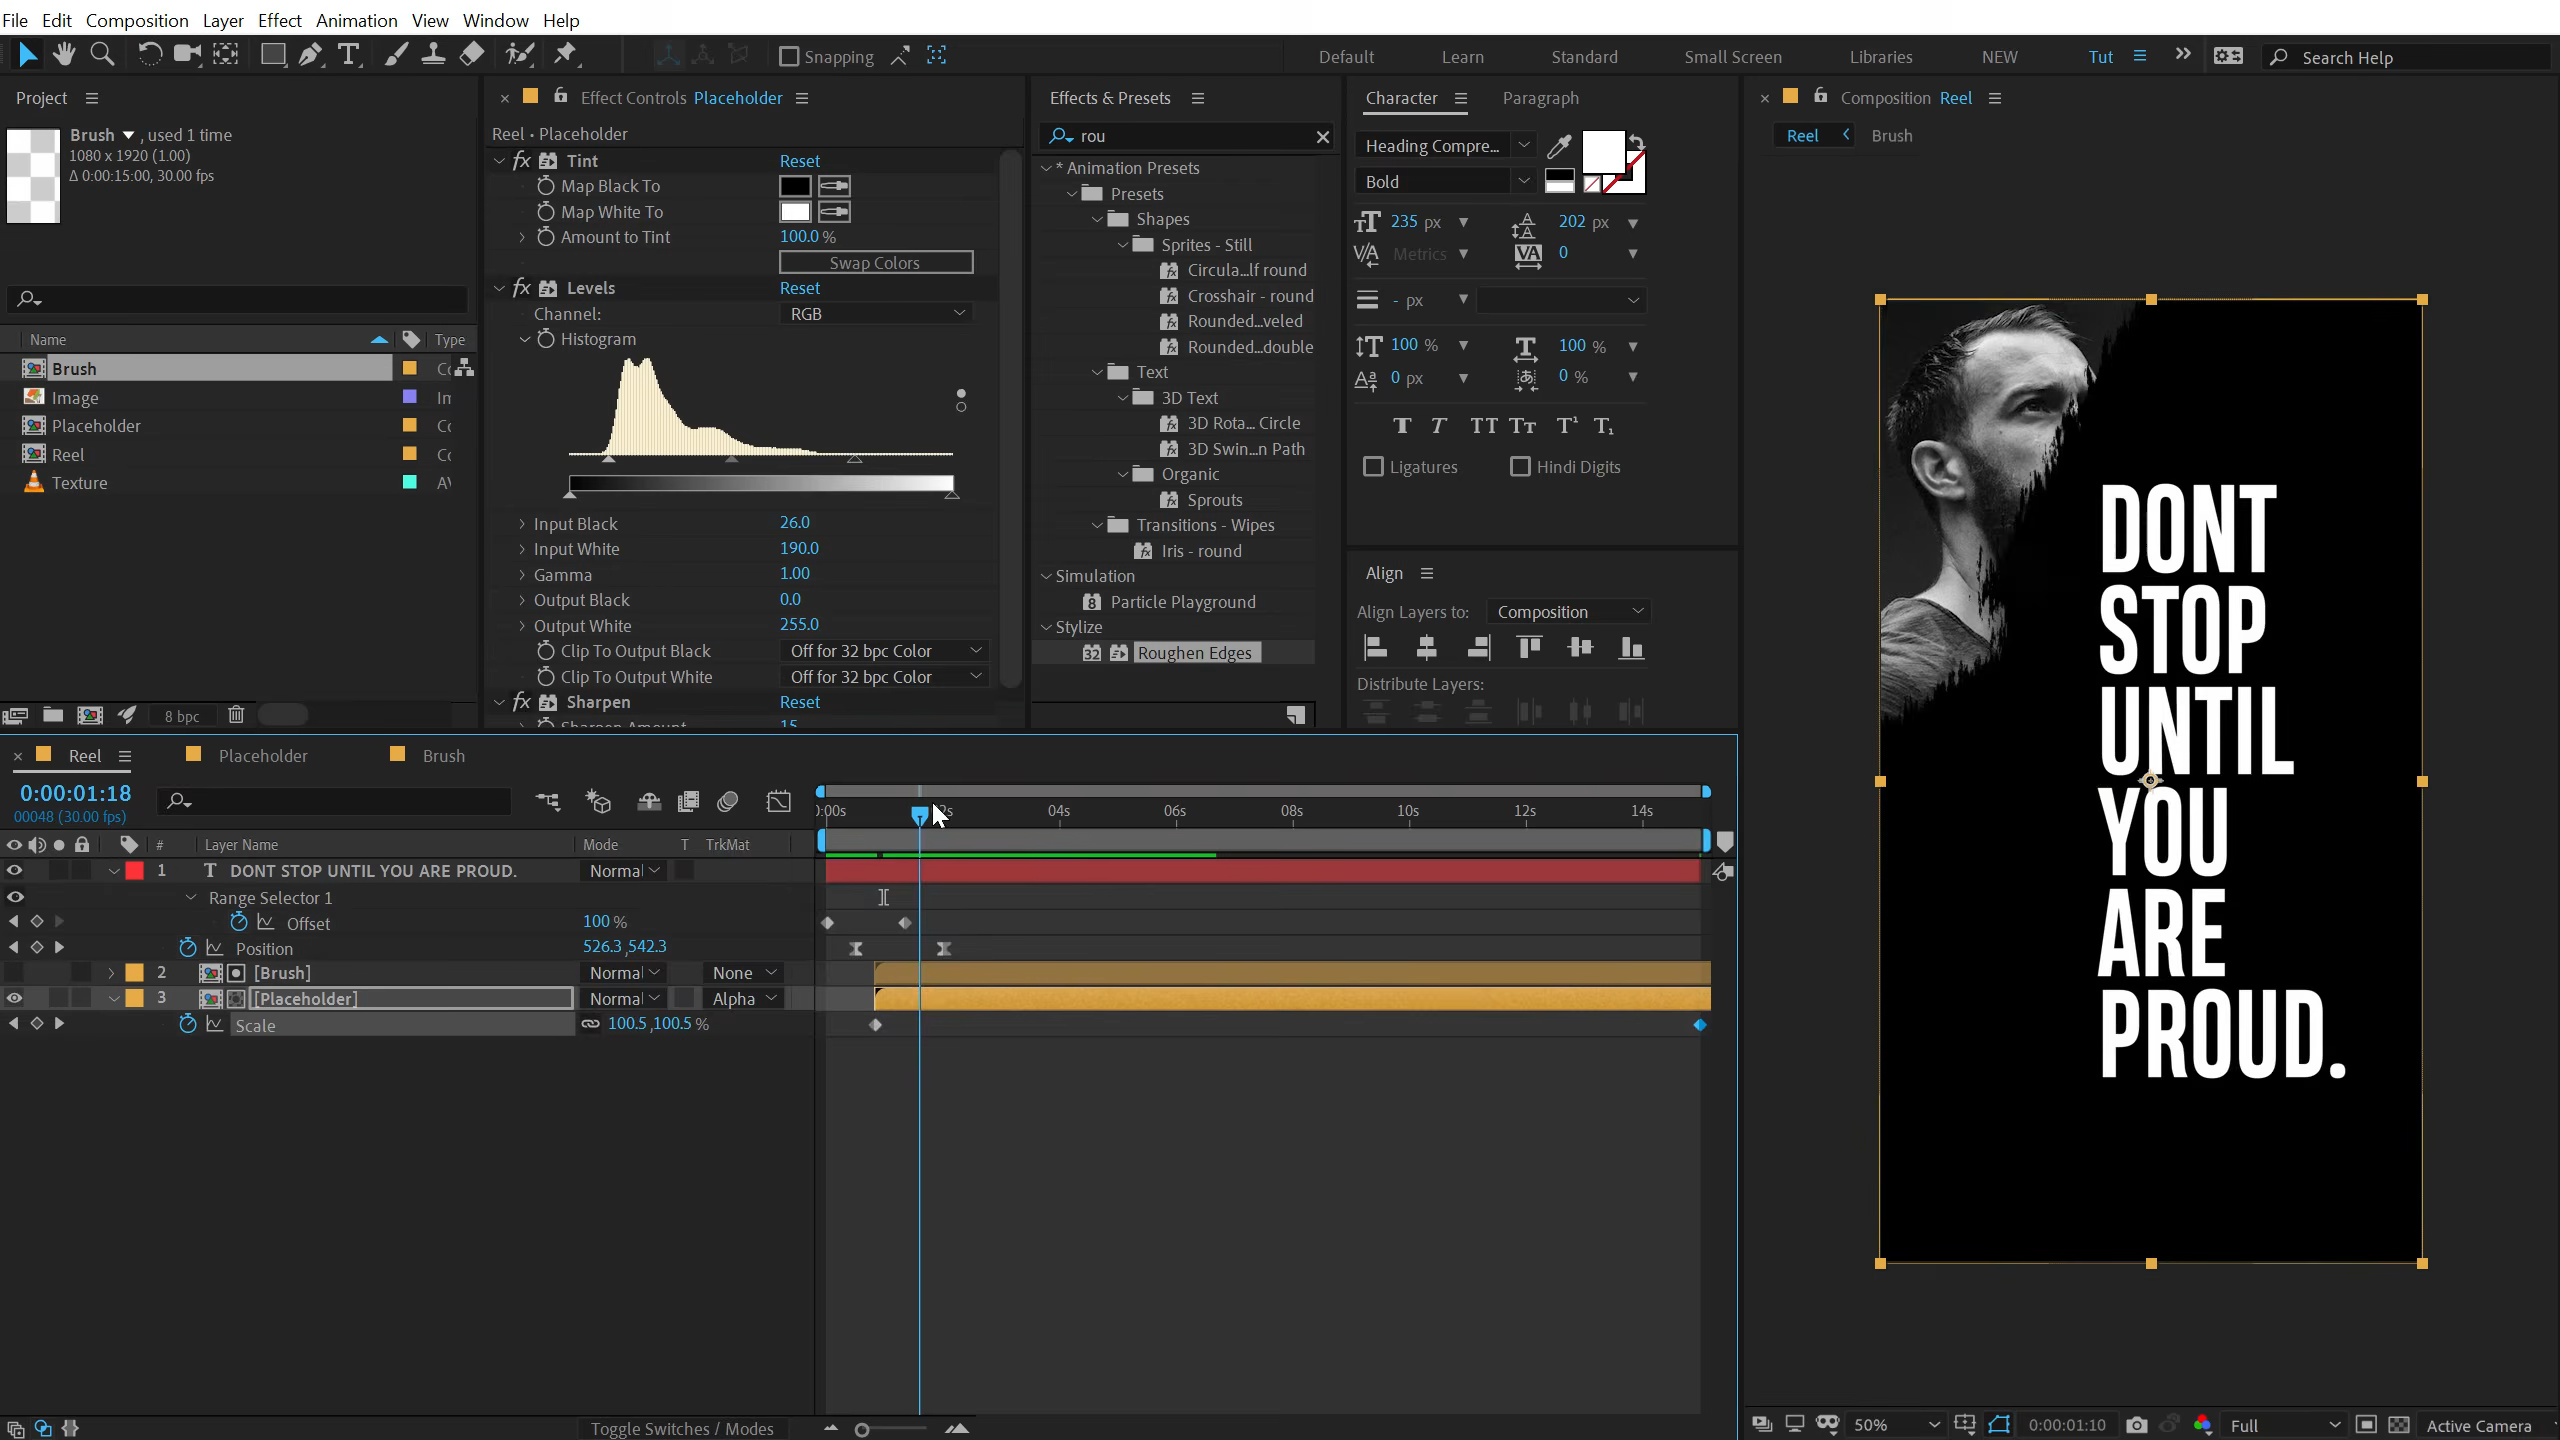 File Edit Composition Layer Effect Animation View Window Help
Snapping Default Learn Standard Small Screen Libraries NEW Tut Search Help
Project
Brush , used 1 time
1080 x 1920 (1.00)
Δ 0:00:15:00, 30.00 fps
Name Type
Brush
Image
Placeholder
Reel
Texture
8 bpc
Effect Controls Placeholder
Reel • Placeholder
fx Tint Reset
Map Black To
Map White To
Amount to Tint 100.0 %
Swap Colors
fx Levels Reset
Channel: RGB
Histogram
Input Black 26.0
Input White 190.0
Gamma 1.00
Output Black 0.0
Output White 255.0
Clip To Output Black Off for 32 bpc Color
Clip To Output White Off for 32 bpc Color
fx Sharpen Reset
Sharpen Amount 15
Effects & Presets
rou
* Animation Presets
Presets
Shapes
Sprites - Still
Circula...lf round
Crosshair - round
Rounded...veled
Rounded...double
Text
3D Text
3D Rota... Circle
3D Swin...n Path
Organic
Sprouts
Transitions - Wipes
Iris - round
Simulation
8 Particle Playground
Stylize
32 Roughen Edges
Character Paragraph
Heading Compre...
Bold
235 px 202 px
Metrics 0
- px
100 % 100 %
0 px 0 %
Ligatures Hindi Digits
Align
Align Layers to: Composition
Distribute Layers:
Composition Reel
Reel Brush
DONT
STOP
UNTIL
YOU
ARE
PROUD.
50% 0:00:01:10 Full Active Camera
Reel Placeholder Brush
0:00:01:18
00048 (30.00 fps)
04s 06s 08s 10s 12s 14s
# Layer Name Mode T TrkMat
1 T DONT STOP UNTIL YOU ARE PROUD. Normal
Range Selector 1
Offset 100 %
Position 526.3 ,542.3
2 [Brush] Normal None
3 [Placeholder] Normal Alpha
Scale 100.5 ,100.5 %
Toggle Switches / Modes